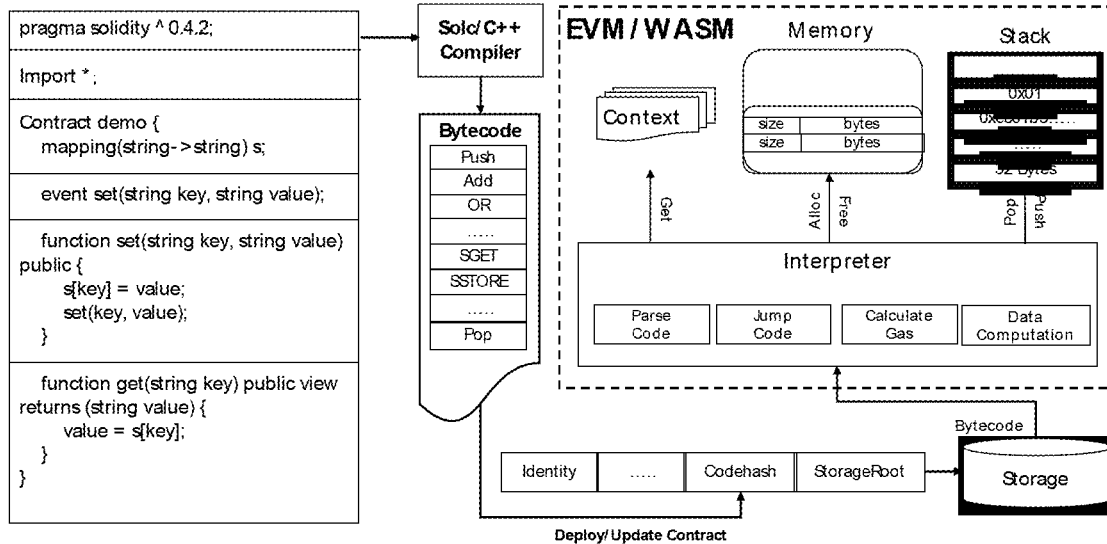 pragma solidity ^ 0.4.2;
Import *;
Contract demo {
mapping(string->string) s;
event set(string key, string value);
function set(string key, string value)
public {
s[key] = value;
set(key, value);
}
function get(string key) public view
returns (string value) {
value = s[key];
}
}
Solc/C++
Compiler
Bytecode
Push
Add
OR
.....
SGET
SSTORE
.....
Pop
EVM / WASM
Memory
Stack
Context
size bytes
size bytes
0x01
.....
Bytes
Get
Alloc
Free
Pop
Push
Interpreter
Parse
Code
Jump
Code
Calculate
Gas
Data
Computation
Bytecode
Identity
.....
Codehash
StorageRoot
Storage
Deploy/Update Contract